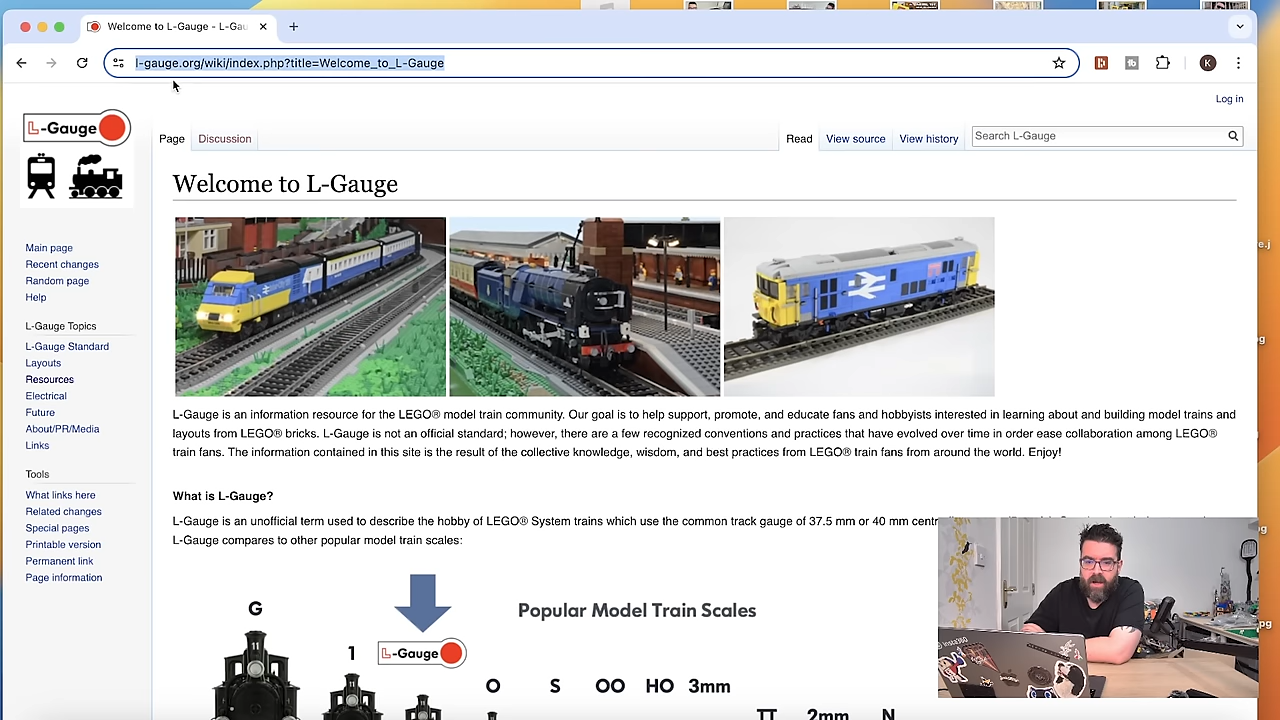 Welcome to L-Gauge - L-Gau
l-gauge.org/wiki/index.php?title=Welcome_to_L-Gauge
K
Log in
L-Gauge
Page
Discussion
Read
View source
View history
Search L-Gauge
Welcome to L-Gauge
Main page
Recent changes
Random page
Help
L-Gauge Topics
L-Gauge Standard
Layouts
Resources
Electrical
Future
About/PR/Media
Links
Tools
What links here
Related changes
Special pages
Printable version
Permanent link
Page information
L-Gauge is an information resource for the LEGO® model train community. Our goal is to help support, promote, and educate fans and hobbyists interested in learning about and building model trains and
layouts from LEGO® bricks. L-Gauge is not an official standard; however, there are a few recognized conventions and practices that have evolved over time in order ease collaboration among LEGO®
train fans. The information contained in this site is the result of the collective knowledge, wisdom, and best practices from LEGO® train fans from around the world. Enjoy!
What is L-Gauge?
L-Gauge is an unofficial term used to describe the hobby of LEGO® System trains which use the common track gauge of 37.5 mm or 40 mm
L-Gauge compares to other popular model train scales:
G
Popular Model Train Scales
1
L-Gauge
O
S
OO
HO
3mm
TT
2mm
N
insta360